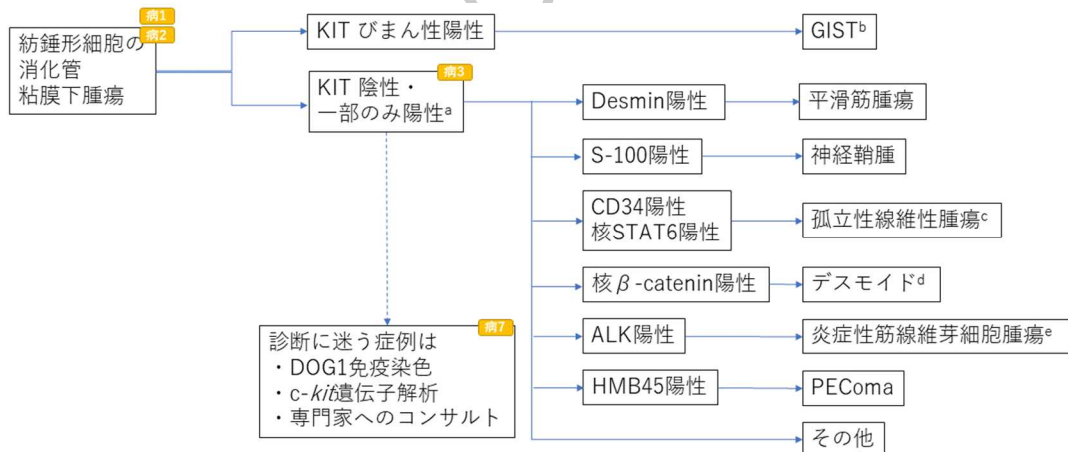 病1
病2
紡錘形細胞の
消化管
粘膜下腫瘍
KIT びまん性陽性
GISTᵇ
病3
KIT 陰性・
一部のみ陽性ᵃ
Desmin陽性
平滑筋腫瘍
S-100陽性
神経鞘腫
CD34陽性
核STAT6陽性
孤立性線維性腫瘍ᶜ
核β-catenin陽性
デスモイドᵈ
病7
診断に迷う症例は
・DOG1免疫染色
・c-kit遺伝子解析
・専門家へのコンサルト
ALK陽性
炎症性筋線維芽細胞腫瘍ᵉ
HMB45陽性
PEComa
その他